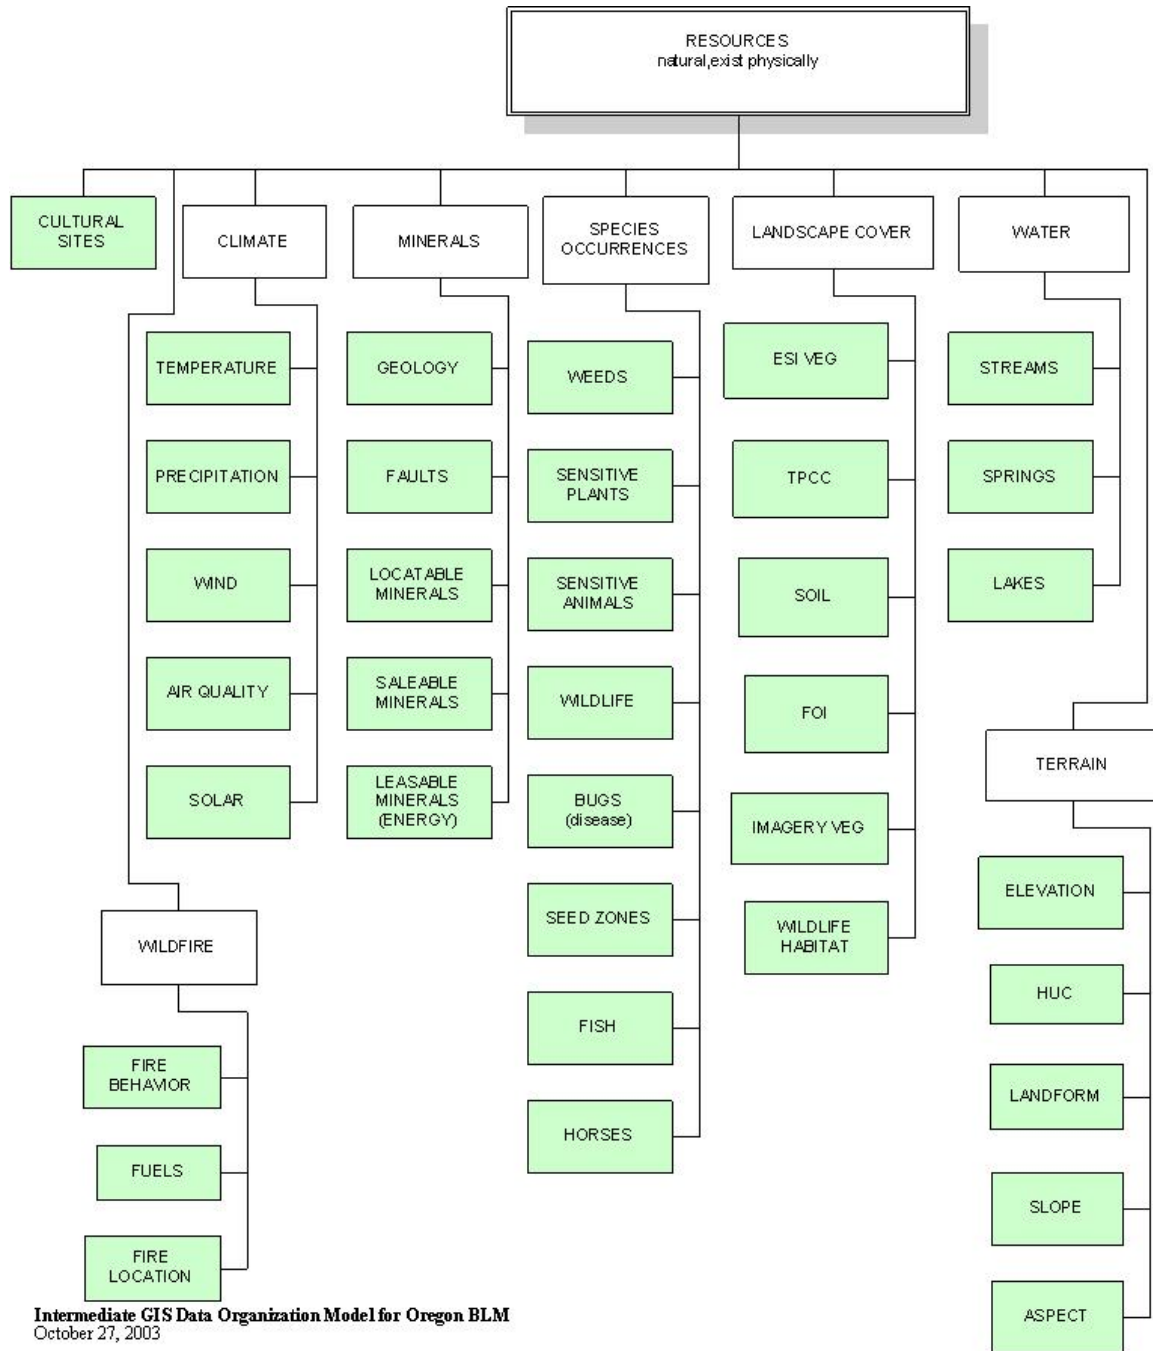 RESOURCES
natural,exist physically
CULTURAL
SITES
CLIMATE
MINERALS
SPECIES
OCCURRENCES
LANDSCAPE COVER
WATER
TEMPERATURE
PRECIPITATION
WIND
AIR QUALITY
SOLAR
GEOLOGY
FAULTS
LOCATABLE
MINERALS
SALEABLE
MINERALS
LEASABLE
MINERALS
(ENERGY)
WEEDS
SENSITIVE
PLANTS
SENSITIVE
ANIMALS
WILDLIFE
BUGS
(disease)
SEED ZONES
FISH
HORSES
ESI VEG
TPCC
SOIL
FOI
IMAGERY VEG
WILDLIFE
HABITAT
STREAMS
SPRINGS
LAKES
TERRAIN
ELEVATION
HUC
LANDFORM
SLOPE
ASPECT
WILDFIRE
FIRE
BEHAVIOR
FUELS
FIRE
LOCATION
Intermediate GIS Data Organization Model for Oregon BLM
October 27, 2003